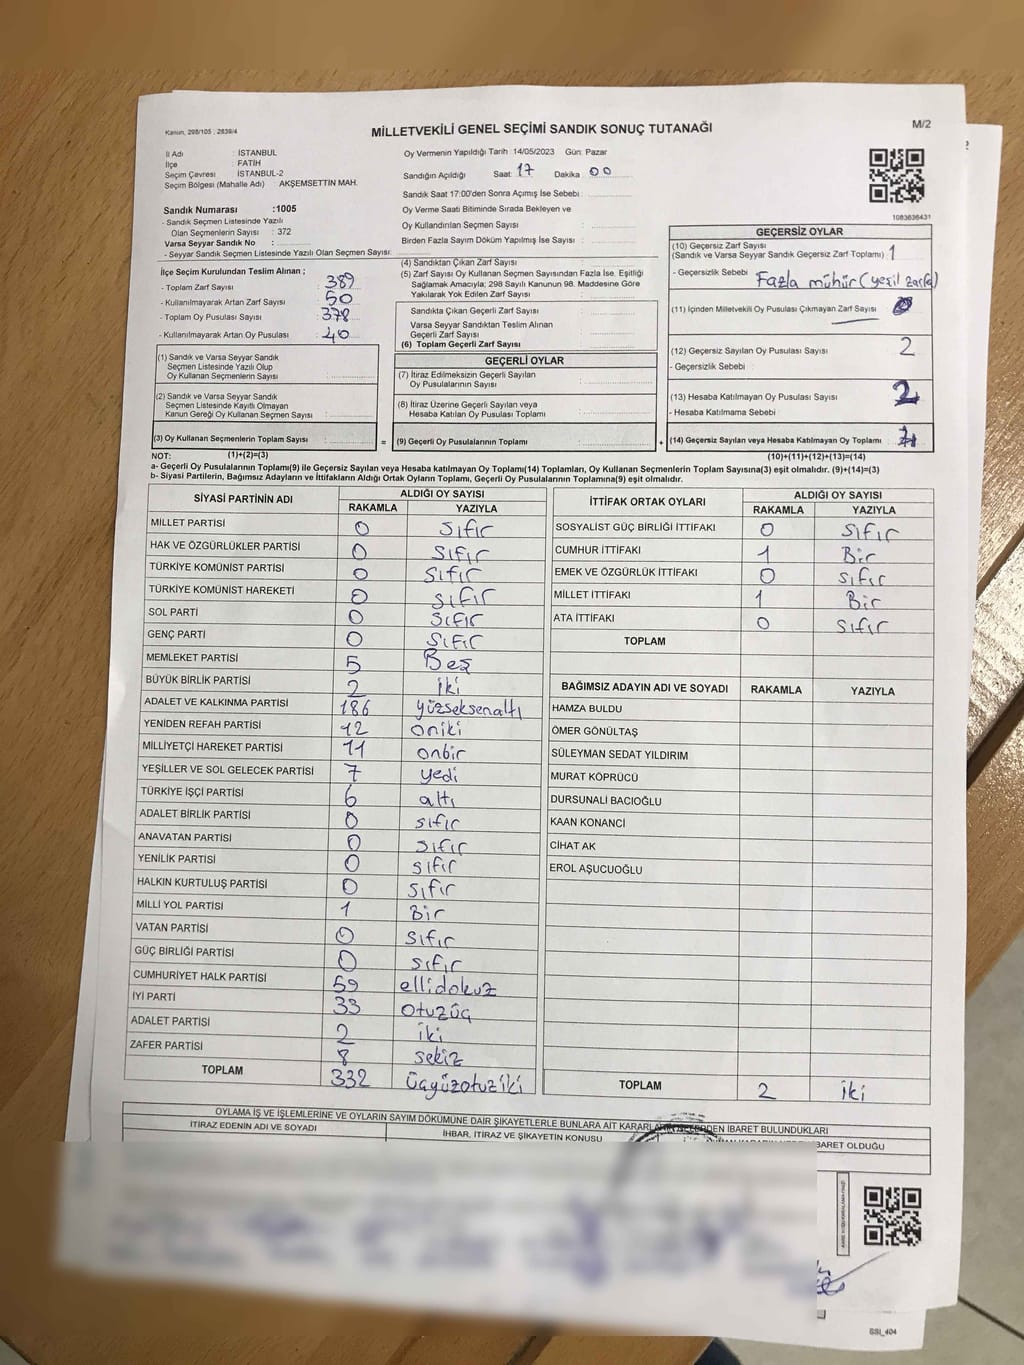 Kanun, 298/105 : 2839/4
MİLLETVEKİLİ GENEL SEÇİMİ SANDIK SONUÇ TUTANAĞI
M/2
İl Adı : İSTANBUL
İlçe : FATİH
Seçim Çevresi : İSTANBUL-2
Seçim Bölgesi (Mahalle Adı) : AKŞEMSETTİN MAH.
Sandık Numarası :1005
- Sandık Seçmen Listesinde Yazılı
Olan Seçmenlerin Sayısı : 372
Varsa Seyyar Sandık No :
- Seyyar Sandık Seçmen Listesinde Yazılı Olan Seçmen Sayısı:
Oy Vermenin Yapıldığı Tarih :14/05/2023 Gün: Pazar
Sandığın Açıldığı Saat: 17 Dakika 00
Sandık Saat 17:00'den Sonra Açımış İse Sebebi :
Oy Verme Saati Bitiminde Sırada Bekleyen ve
Oy Kullandırılan Seçmen Sayısı :
Birden Fazla Sayım Döküm Yapılmış İse Sayısı :
1083636431
İlçe Seçim Kurulundan Teslim Alınan ;
- Toplam Zarf Sayısı : 389
- Kullanılmayarak Artan Zarf Sayısı : 50
- Toplam Oy Pusulası Sayısı : 378
- Kullanılmayarak Artan Oy Pusulası : 40
(4) Sandıktan Çıkan Zarf Sayısı :
(5) Zarf Sayısı Oy Kullanan Seçmen Sayısından Fazla İse, Eşitliği
Sağlamak Amacıyla; 298 Sayılı Kanunun 98. Maddesine Göre
Yakılarak Yok Edilen Zarf Sayısı :
Sandıkta Çıkan Geçerli Zarf Sayısı :
Varsa Seyyar Sandıktan Teslim Alınan
Geçerli Zarf Sayısı :
(6) Toplam Geçerli Zarf Sayısı :
GEÇERSİZ OYLAR
(10) Geçersiz Zarf Sayısı
(Sandık ve Varsa Seyyar Sandık Geçersiz Zarf Toplamı) : 1
- Geçersizlik Sebebi : Fazla mühür (yeşil zarfa)
(11) İçinden Milletvekili Oy Pusulası Çıkmayan Zarf Sayısı :
(12) Geçersiz Sayılan Oy Pusulası Sayısı : 2
- Geçersizlik Sebebi :
(13) Hesaba Katılmayan Oy Pusulası Sayısı : 2
- Hesaba Katılmama Sebebi :
(1) Sandık ve Varsa Seyyar Sandık
Seçmen Listesinde Yazılı Olup
Oy Kullanan Seçmenlerin Sayısı :
(2) Sandık ve Varsa Seyyar Sandık
Seçmen Listesinde Kayıtlı Olmayan
Kanun Gereği Oy Kullanan Seçmen Sayısı :
(3) Oy Kullanan Seçmenlerin Toplam Sayısı :
(1)+(2)=(3)
GEÇERLİ OYLAR
(7) İtiraz Edilmeksizin Geçerli Sayılan
Oy Pusulalarının Sayısı :
(8) İtiraz Üzerine Geçerli Sayılan veya
Hesaba Katılan Oy Pusulası Toplamı :
= (9) Geçerli Oy Pusulalarının Toplamı : +
(14) Geçersiz Sayılan veya Hesaba Katılmayan Oy Toplamı :
(10)+(11)+(12)+(13)=(14)
NOT:
a- Geçerli Oy Pusulalarının Toplamı(9) ile Geçersiz Sayılan veya Hesaba katılmayan Oy Toplam(14) Toplamları, Oy Kullanan Seçmenlerin Toplam Sayısına(3) eşit olmalıdır. (9)+(14)=(3)
b- Siyasi Partilerin, Bağımsız Adayların ve İttifakların Aldığı Ortak Oyların Toplamı, Geçerli Oy Pusulalarının Toplamına(9) eşit olmalıdır.
SİYASİ PARTİNİN ADI ALDIĞI OY SAYISI
RAKAMLA YAZIYLA
MİLLET PARTİSİ 0 sıfır
HAK VE ÖZGÜRLÜKLER PARTİSİ 0 sıfır
TÜRKİYE KOMÜNİST PARTİSİ 0 sıfır
TÜRKİYE KOMÜNİST HAREKETİ 0 sıfır
SOL PARTİ 0 sıfır
GENÇ PARTİ 0 sıfır
MEMLEKET PARTİSİ 5 Beş
BÜYÜK BİRLİK PARTİSİ 2 iki
ADALET VE KALKINMA PARTİSİ 186 yüzseksenaltı
YENİDEN REFAH PARTİSİ 12 oniki
MİLLİYETÇİ HAREKET PARTİSİ 11 onbir
YEŞİLLER VE SOL GELECEK PARTİSİ 7 yedi
TÜRKİYE İŞÇİ PARTİSİ 6 altı
ADALET BİRLİK PARTİSİ 0 sıfır
ANAVATAN PARTİSİ 0 sıfır
YENİLİK PARTİSİ 0 sıfır
HALKIN KURTULUŞ PARTİSİ 0 sıfır
MİLLİ YOL PARTİSİ 1 Bir
VATAN PARTİSİ 0 sıfır
GÜÇ BİRLİĞİ PARTİSİ 0 sıfır
CUMHURİYET HALK PARTİSİ 59 ellidokuz
İYİ PARTİ 33 otuzüç
ADALET PARTİSİ 2 iki
ZAFER PARTİSİ 8 sekiz
TOPLAM 332 üçyüzotuziki
İTTİFAK ORTAK OYLARI ALDIĞI OY SAYISI
RAKAMLA YAZIYLA
SOSYALİST GÜÇ BİRLİĞİ İTTİFAKI 0 sıfır
CUMHUR İTTİFAKI 1 Bir
EMEK VE ÖZGÜRLÜK İTTİFAKI 0 sıfır
MİLLET İTTİFAKI 1 Bir
ATA İTTİFAKI 0 sıfır
TOPLAM
BAĞIMSIZ ADAYIN ADI VE SOYADI RAKAMLA YAZIYLA
HAMZA BULDU
ÖMER GÖNÜLTAŞ
SÜLEYMAN SEDAT YILDIRIM
MURAT KÖPRÜCÜ
DURSUNALİ BACIOĞLU
KAAN KONANCİ
CİHAT AK
EROL AŞUCUOĞLU
TOPLAM 2 iki
OYLAMA İŞ VE İŞLEMLERİNE VE OYLARIN SAYIM DÖKÜMÜNE DAİR ŞİKAYETLERLE BUNLARA AİT KARARLARIN NELERDEN İBARET BULUNDUKLARI
İTİRAZ EDENİN ADI VE SOYADI İHBAR, İTİRAZ VE ŞİKAYETİN KONUSU İBARET OLDUĞU
SSI_404